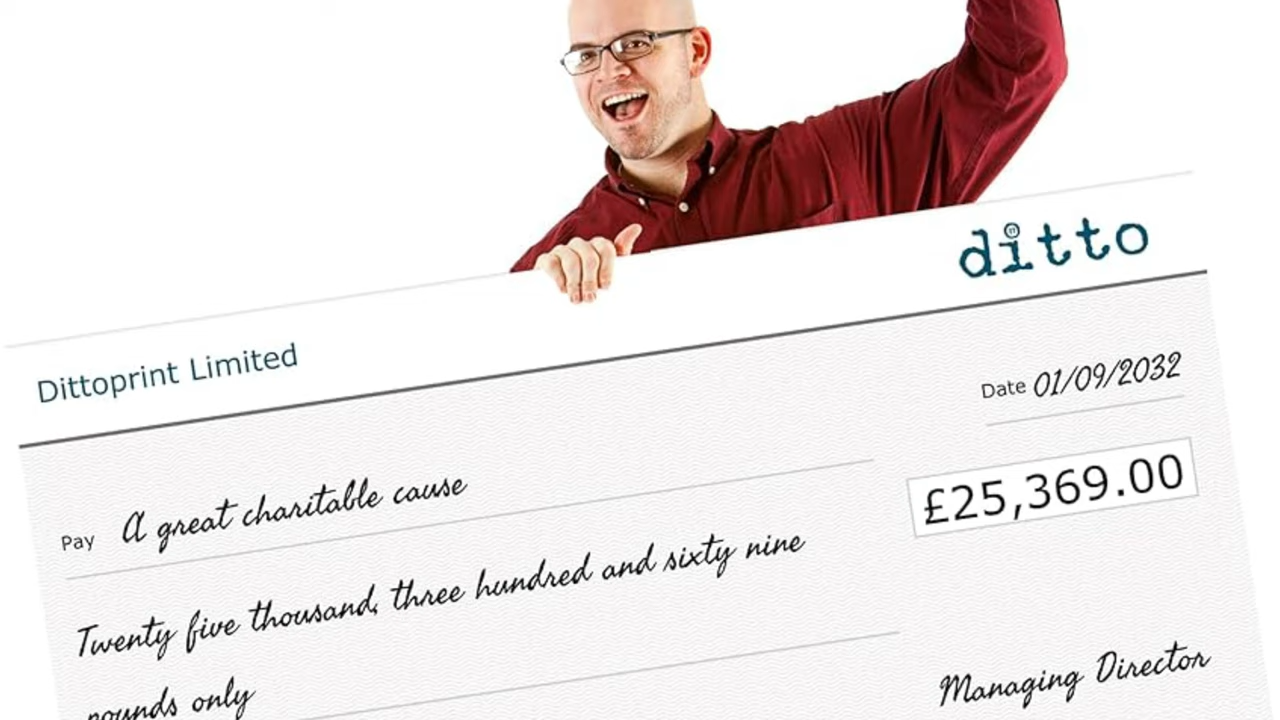 ditto
Dittoprint Limited
Date 01/09/2032
Pay A great charitable cause
£25,369.00
Twenty five thousand, three hundred and sixty nine
pounds only
Managing Director